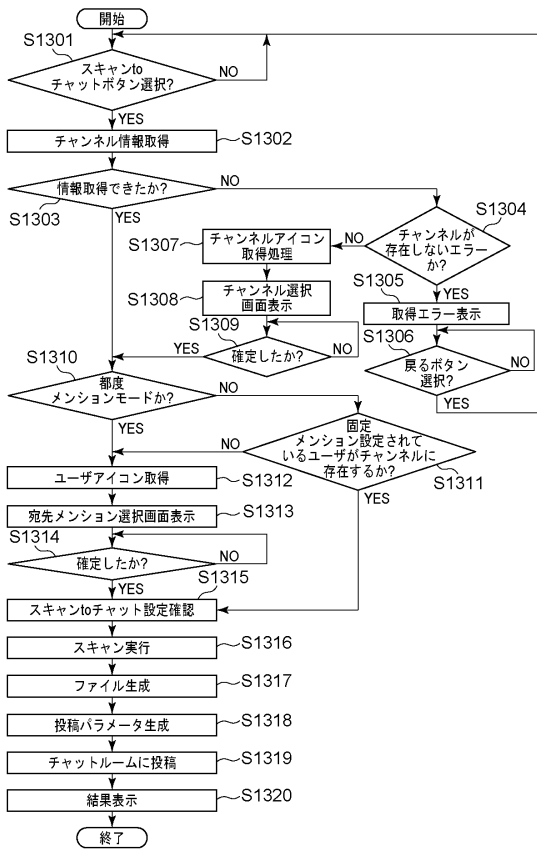 開始
S1301
スキャンto
チャットボタン選択?
NO
YES
チャンネル情報取得
S1302
情報取得できたか?
NO
S1303
YES
S1304
チャンネルが
存在しないエラー
か?
NO
YES
S1307
チャンネルアイコン
取得処理
S1308
チャンネル選択
画面表示
S1305
取得エラー表示
S1309
確定したか?
YES
NO
S1306
戻るボタン
選択?
NO
YES
S1310
都度
メンションモードか?
NO
YES
固定
メンション設定されて
いるユーザがチャンネルに
存在するか?
NO
S1311
YES
ユーザアイコン取得
S1312
宛先メンション選択画面表示
S1313
S1314
確定したか?
NO
YES
S1315
スキャンtoチャット設定確認
スキャン実行
S1316
ファイル生成
S1317
投稿パラメータ生成
S1318
チャットルームに投稿
S1319
結果表示
S1320
終了